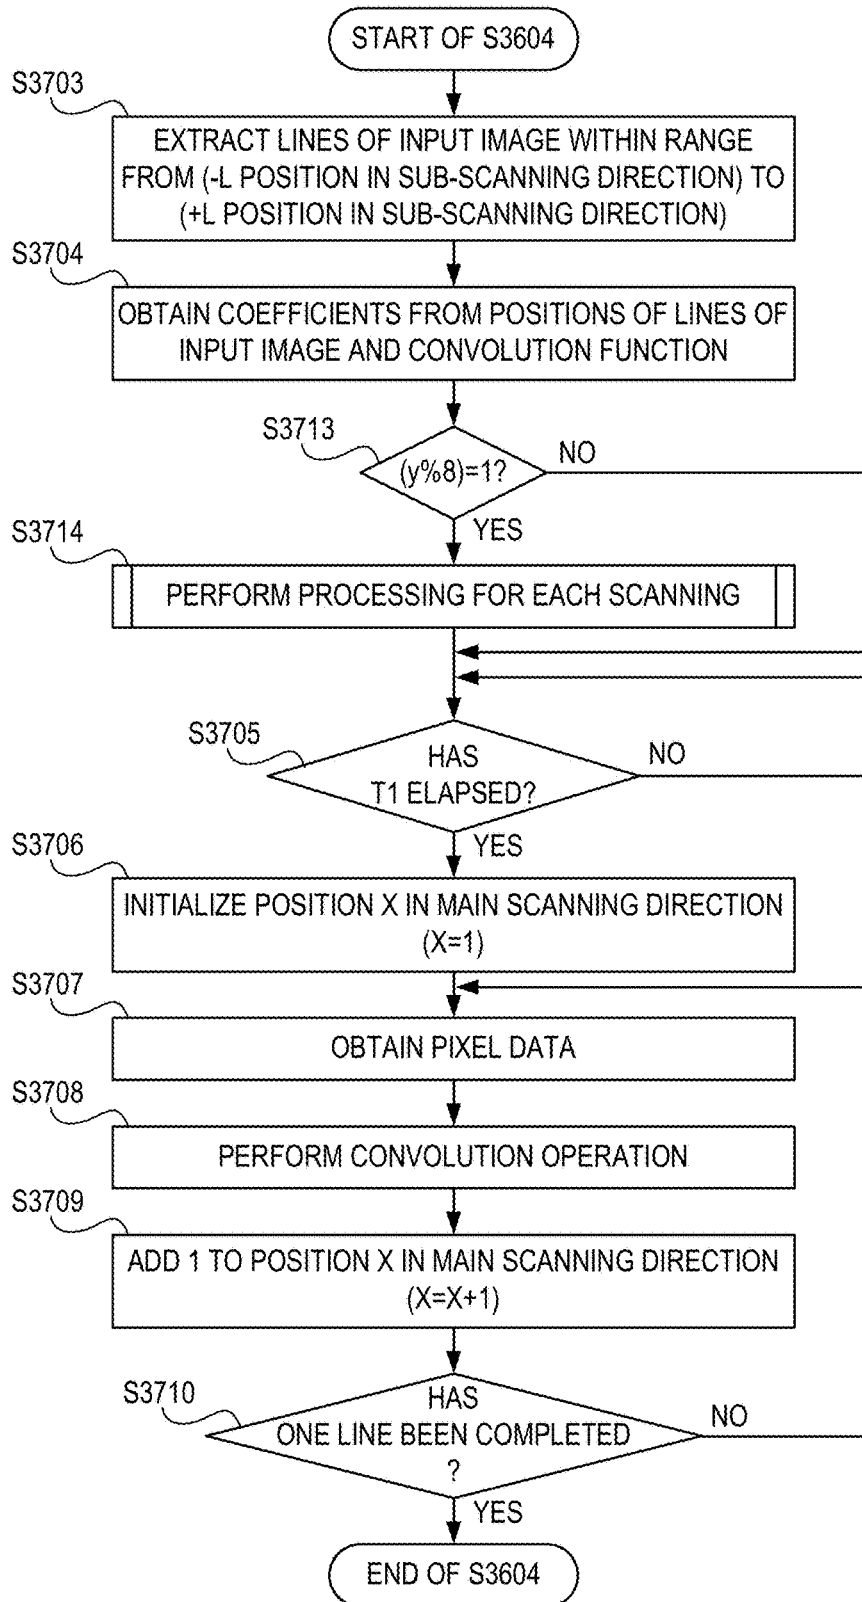 START OF S3604
S3703
EXTRACT LINES OF INPUT IMAGE WITHIN RANGE
FROM (-L POSITION IN SUB-SCANNING DIRECTION) TO
(+L POSITION IN SUB-SCANNING DIRECTION)
S3704
OBTAIN COEFFICIENTS FROM POSITIONS OF LINES OF
INPUT IMAGE AND CONVOLUTION FUNCTION
S3713
(y%8)=1?
NO
YES
S3714
PERFORM PROCESSING FOR EACH SCANNING
S3705
HAS
T1 ELAPSED?
NO
YES
S3706
INITIALIZE POSITION X IN MAIN SCANNING DIRECTION
(X=1)
S3707
OBTAIN PIXEL DATA
S3708
PERFORM CONVOLUTION OPERATION
S3709
ADD 1 TO POSITION X IN MAIN SCANNING DIRECTION
(X=X+1)
S3710
HAS
ONE LINE BEEN COMPLETED
?
NO
YES
END OF S3604